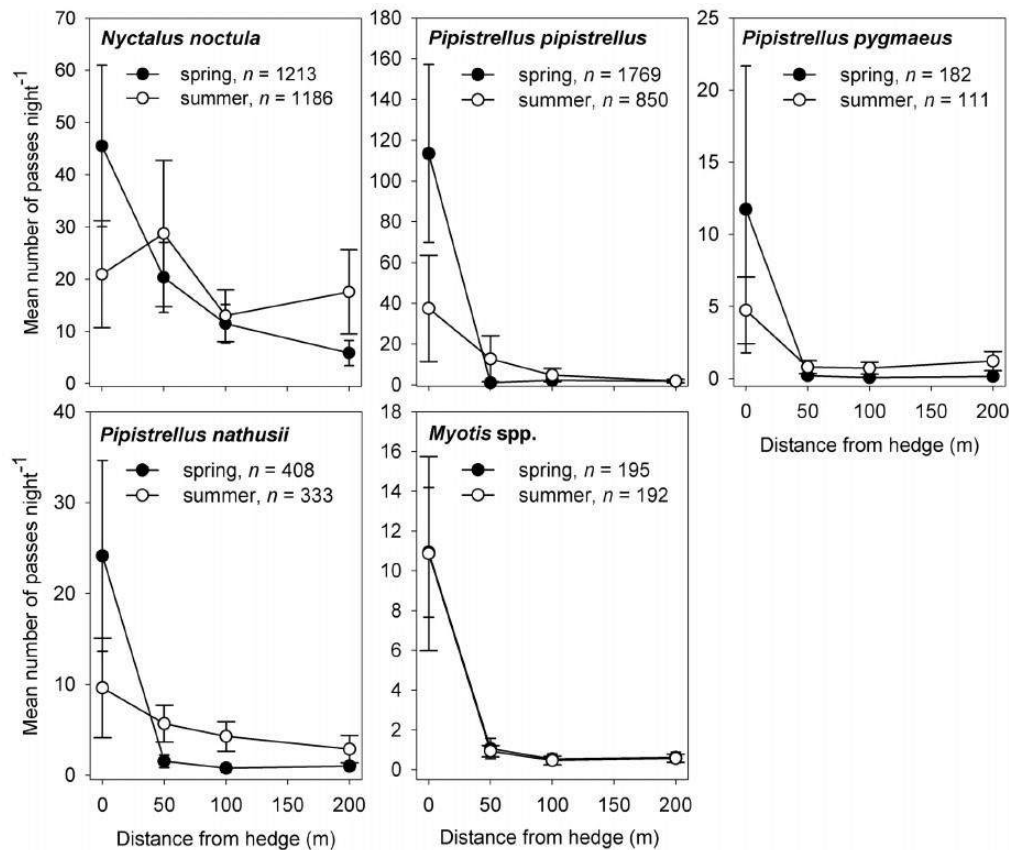 Nyctalus noctula
spring, n = 1213
summer, n = 1186
70
60
50
40
30
20
10
0
Mean number of passes night⁻¹
Pipistrellus pipistrellus
spring, n = 1769
summer, n = 850
180
160
140
120
100
80
60
40
20
0
Pipistrellus pygmaeus
spring, n = 182
summer, n = 111
25
20
15
10
5
0
0 50 100 150 200
Distance from hedge (m)
Pipistrellus nathusii
spring, n = 408
summer, n = 333
40
30
20
10
0
Mean number of passes night⁻¹
0 50 100 150 200
Distance from hedge (m)
Myotis spp.
spring, n = 195
summer, n = 192
18
16
14
12
10
8
6
4
2
0
0 50 100 150 200
Distance from hedge (m)